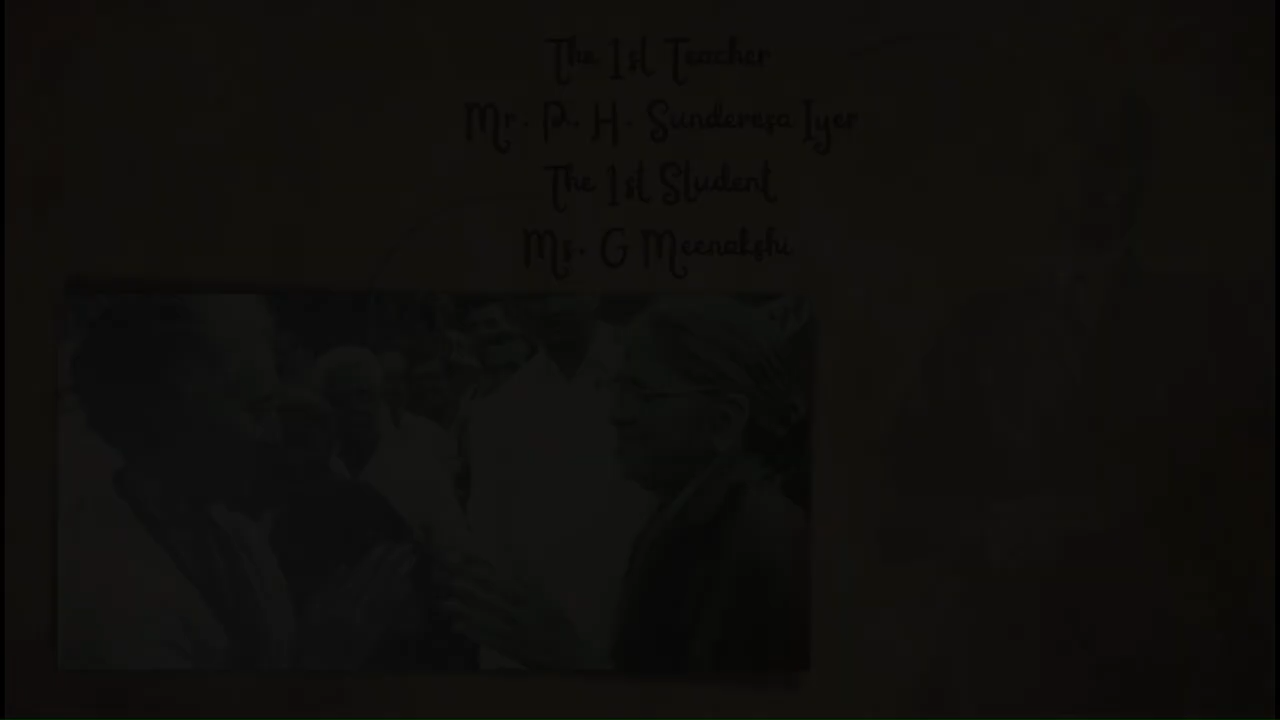 The 1st Teacher
Mr. P. H. Sunderesa Iyer
The 1st Student
Ms. G Meenakshi